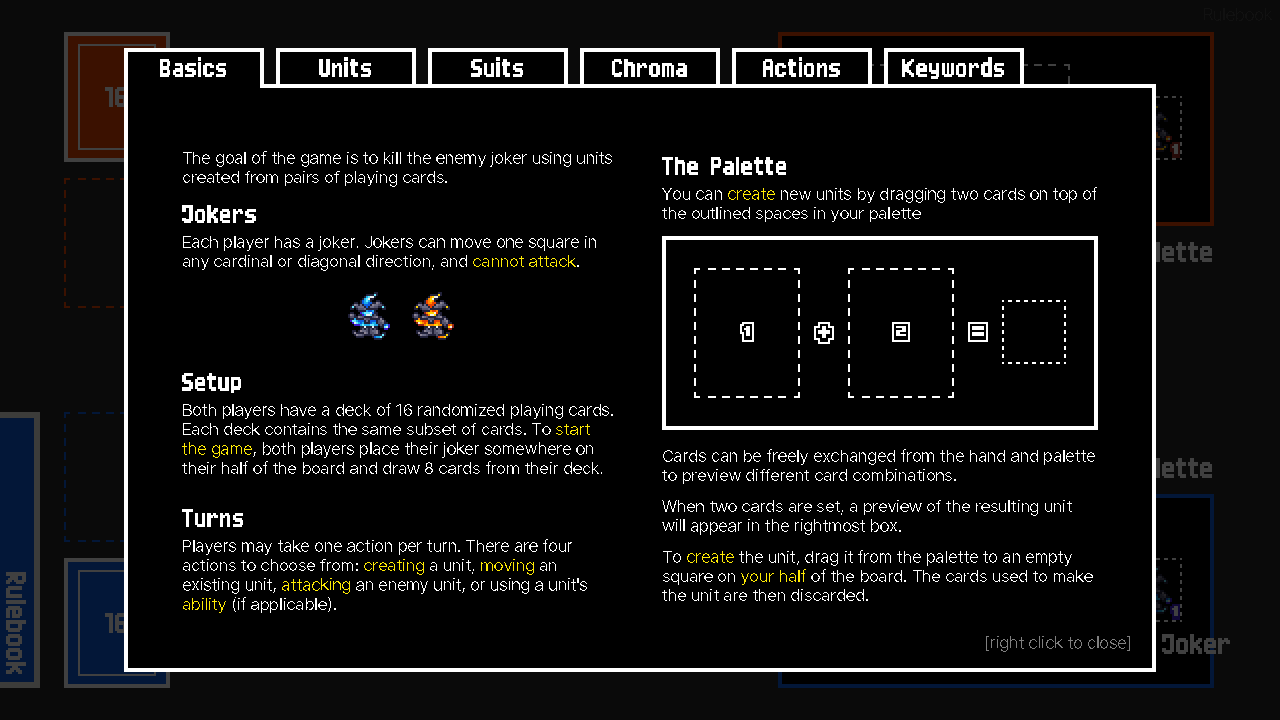 Rulebook
Basics
Units
Suits
Chroma
Actions
Keywords
16
The goal of the game is to kill the enemy joker using units
created from pairs of playing cards.
Jokers
Each player has a joker. Jokers can move one square in
any cardinal or diagonal direction, and cannot attack.
Setup
Both players have a deck of 16 randomized playing cards.
Each deck contains the same subset of cards. To start
the game, both players place their joker somewhere on
their half of the board and draw 8 cards from their deck.
Turns
Players may take one action per turn. There are four
actions to choose from: creating a unit, moving an
existing unit, attacking an enemy unit, or using a unit's
ability (if applicable).
The Palette
You can create new units by dragging two cards on top of
the outlined spaces in your palette
1 + 2 =
Cards can be freely exchanged from the hand and palette
to preview different card combinations.
When two cards are set, a preview of the resulting unit
will appear in the rightmost box.
To create the unit, drag it from the palette to an empty
square on your half of the board. The cards used to make
the unit are then discarded.
[right click to close]
1
lette
lette
1
Joker
16
Rulebook